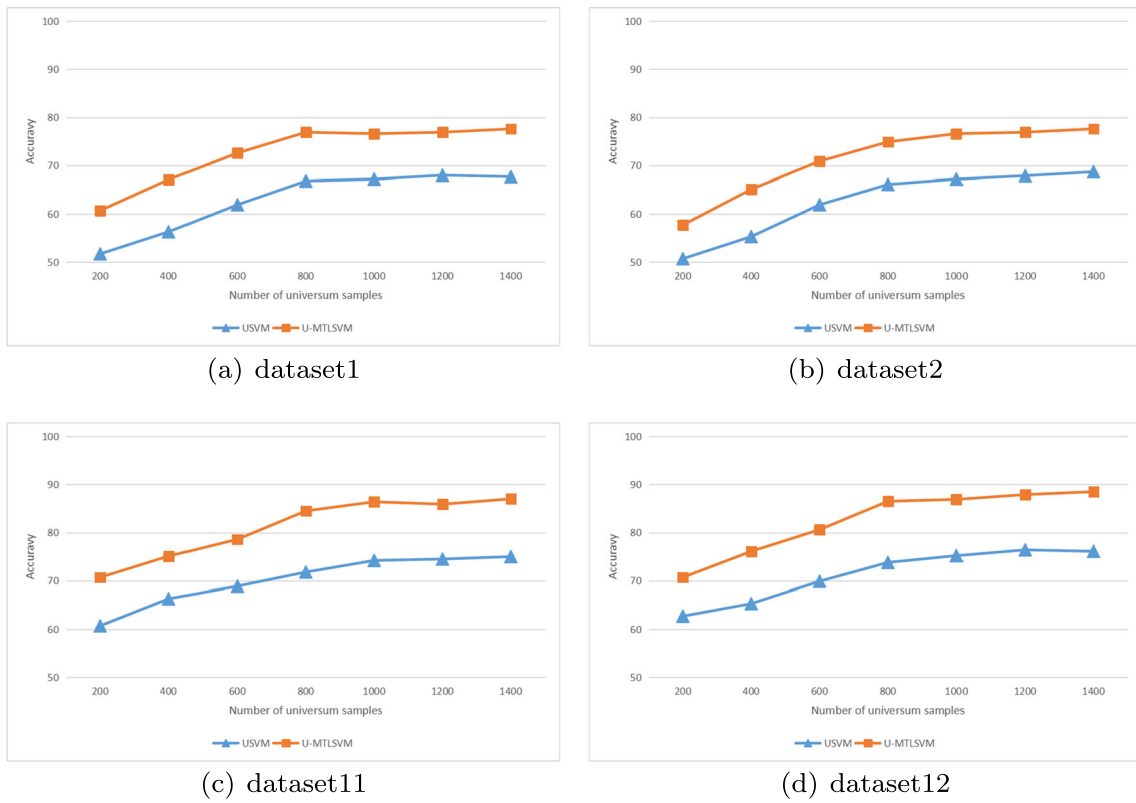 100
90
80
70
60
50
Accuravy
200 400 600 800 1000 1200 1400
Number of universum samples
USVM U-MTLSVM
(a) dataset1
100
90
80
70
60
50
Accuravy
200 400 600 800 1000 1200 1400
Number of universum samples
USVM U-MTLSVM
(b) dataset2
100
90
80
70
60
50
Accuravy
200 400 600 800 1000 1200 1400
Number of universum samples
USVM U-MTLSVM
(c) dataset11
100
90
80
70
60
50
Accuravy
200 400 600 800 1000 1200 1400
Number of universum samples
USVM U-MTLSVM
(d) dataset12